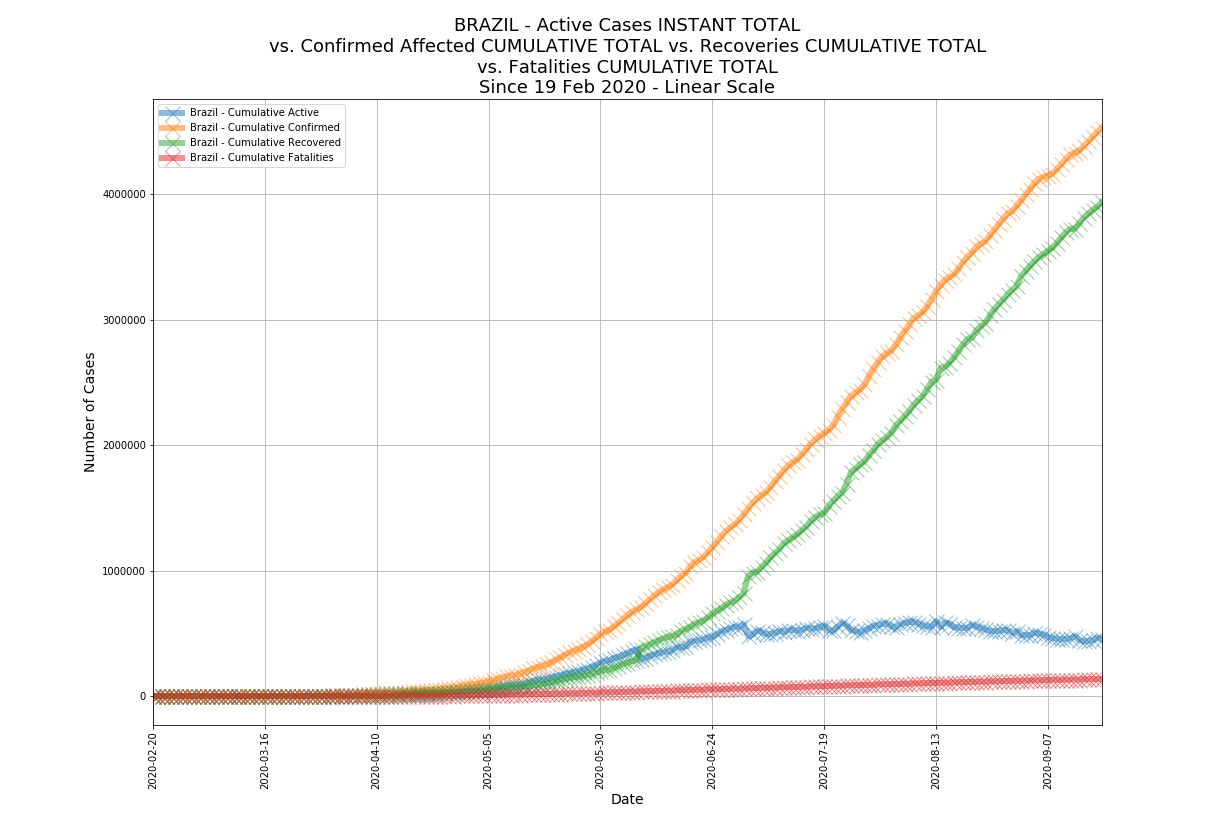 BRAZIL - Active Cases INSTANT TOTAL
vs. Confirmed Affected CUMULATIVE TOTAL vs. Recoveries CUMULATIVE TOTAL
vs. Fatalities CUMULATIVE TOTAL
Since 19 Feb 2020 - Linear Scale
Brazil - Cumulative Active
Brazil - Cumulative Confirmed
Brazil - Cumulative Recovered
Brazil - Cumulative Fatalities
Number of Cases
4000000
3000000
2000000
1000000
0
2020-02-20
2020-03-16
2020-04-10
2020-05-05
2020-05-30
2020-06-24
2020-07-19
2020-08-13
2020-09-07
Date